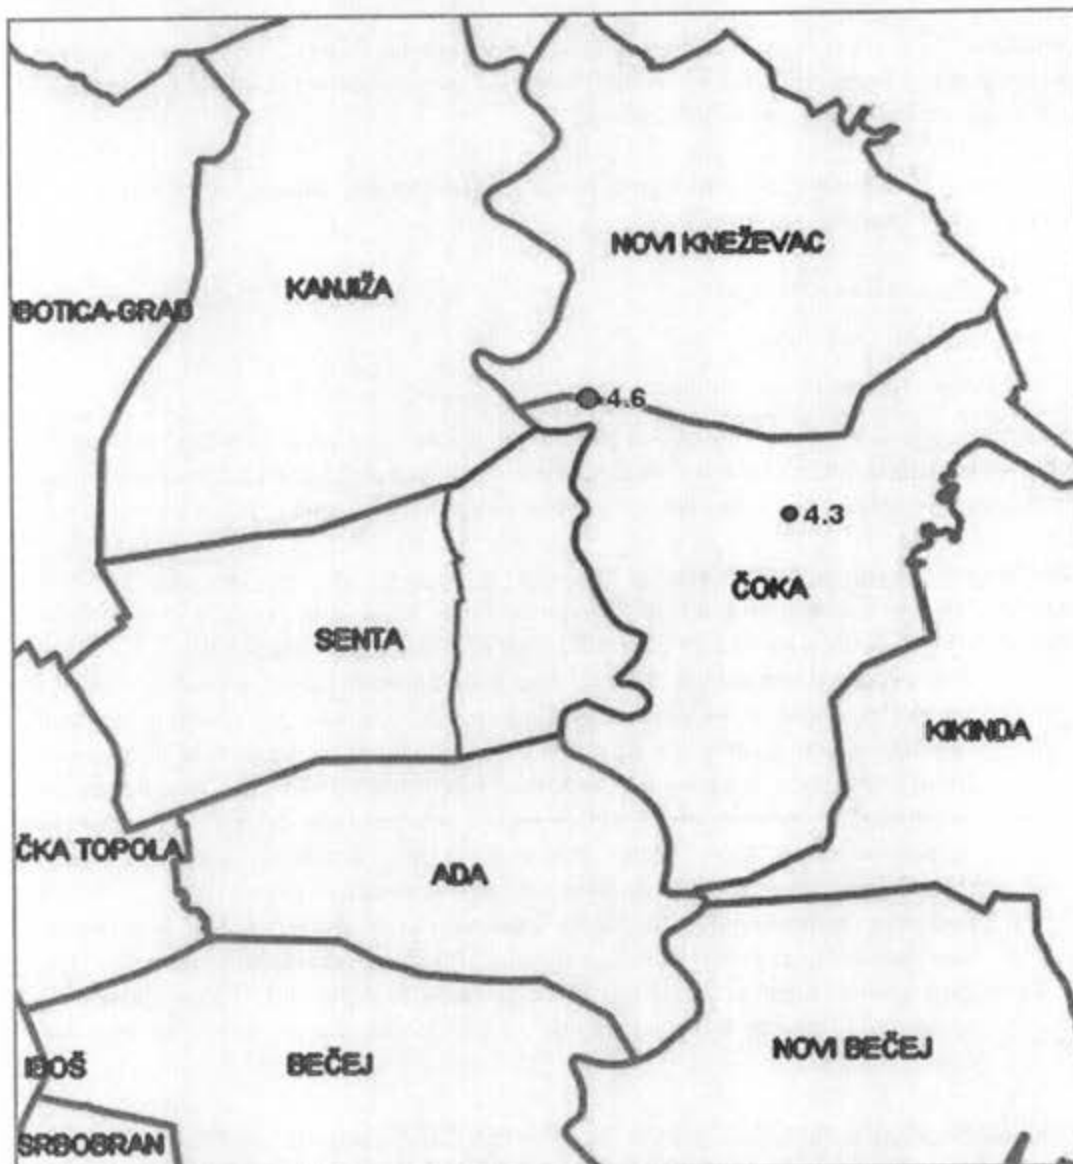 NOVI KNEŽEVAC
KANJIŽA
BOTICA-GRAD
4.6
4.3
ČOKA
SENTA
KIKINDA
ČKA TOPOLA
ADA
NOVI BEČEJ
IĐOŠ
BEČEJ
SRBOBRAN